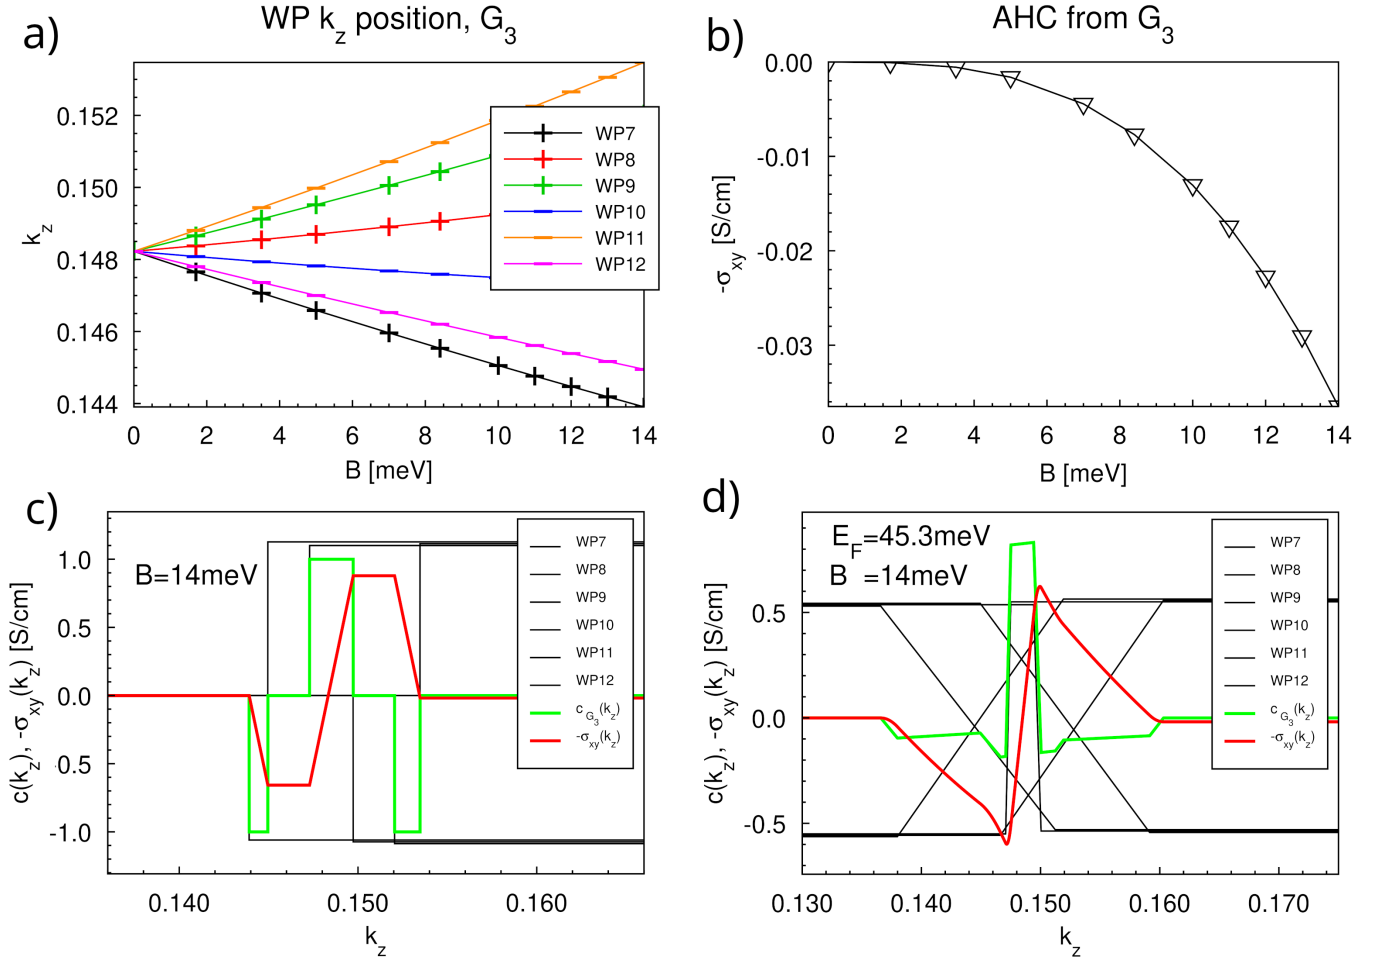 a)
WP k_z position, G_3
k_z
0.152
0.150
0.148
0.146
0.144
0 2 4 6 8 10 12 14
B [meV]
WP7
WP8
WP9
WP10
WP11
WP12
b)
AHC from G_3
-σ_xy [S/cm]
0.00
-0.01
-0.02
-0.03
0 2 4 6 8 10 12 14
B [meV]
c)
c(k_z), -σ_xy(k_z) [S/cm]
1.0
0.5
0.0
-0.5
-1.0
B=14meV
WP7
WP8
WP9
WP10
WP11
WP12
c_G_3(k_z)
-σ_xy(k_z)
0.140 0.150 0.160
k_z
d)
c(k_z), -σ_xy(k_z) [S/cm]
0.5
0.0
-0.5
E_F=45.3meV
B =14meV
WP7
WP8
WP9
WP10
WP11
WP12
c_G_3(k_z)
-σ_xy(k_z)
0.130 0.140 0.150 0.160 0.170
k_z